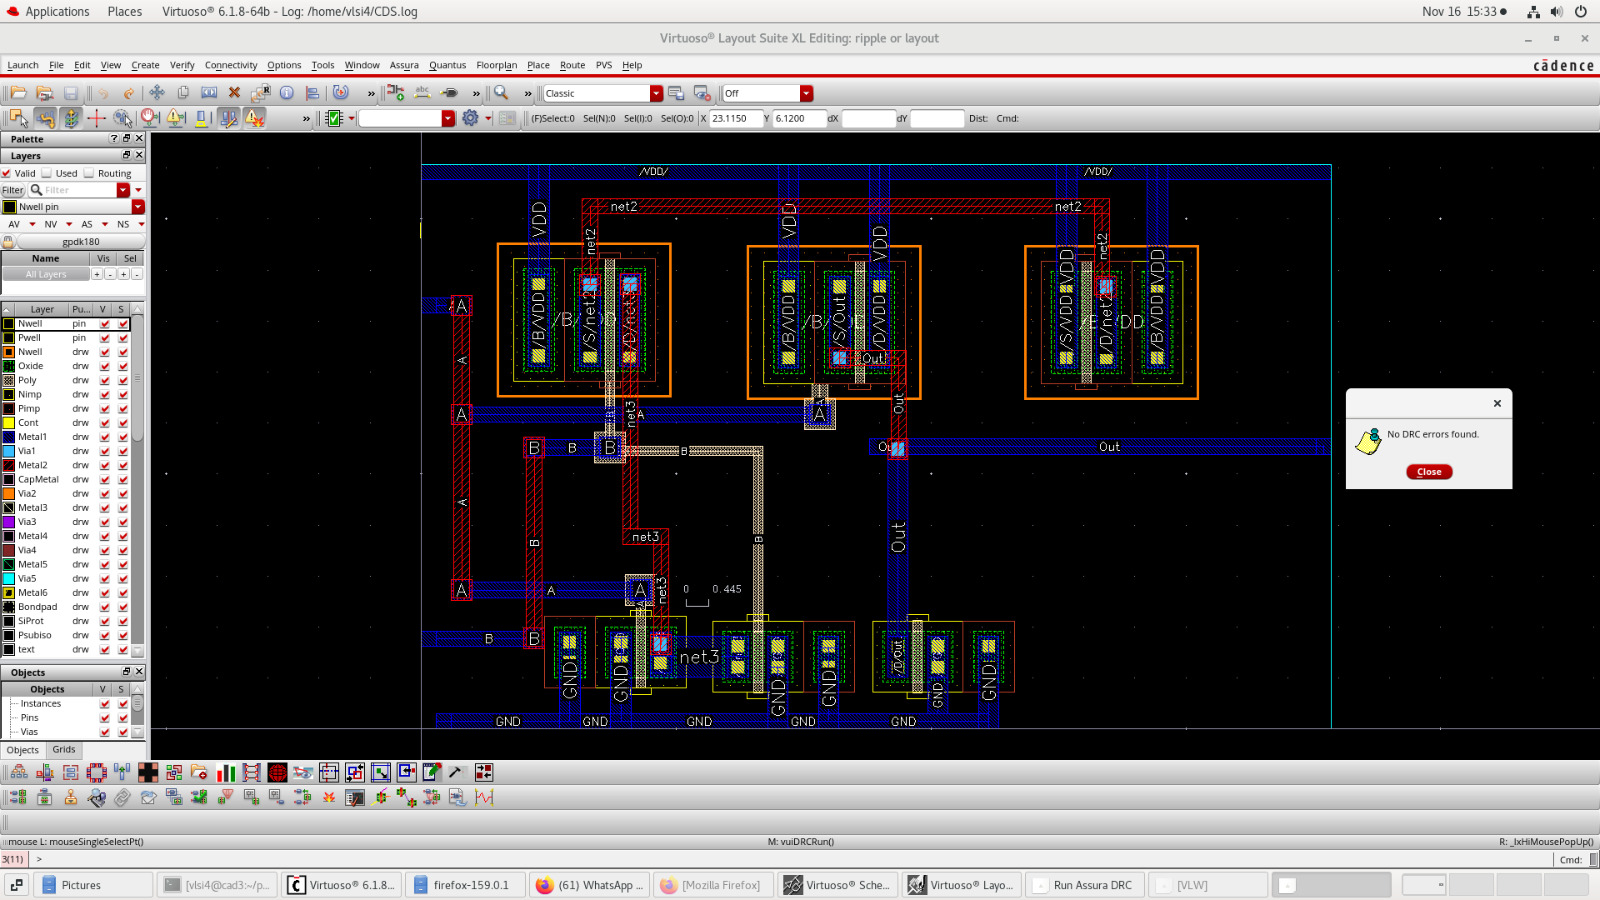 Applications Places Virtuoso® 6.1.8-64b - Log: /home/vlsi4/CDS.log Nov 16 15:33
Virtuoso® Layout Suite XL Editing: ripple or layout
Launch File Edit View Create Verify Connectivity Options Tools Window Assura Quantus Floorplan Place Route PVS Help cādence
» » » Classic Off
» (F)Select:0 Sel(N):0 Sel(I):0 Sel(O):0 X 23.1150 Y 6.1200 dX dY Dist: Cmd:
Palette
Layers
Valid Used Routing
Filter Filter
Nwell pin
AV NV AS NS
gpdk180
Name Vis Sel
All Layers + - + -
Layer Pu... V S
Nwell pin
Pwell pin
Nwell drw
Oxide drw
Poly drw
Nimp drw
Pimp drw
Cont drw
Metal1 drw
Via1 drw
Metal2 drw
CapMetal drw
Via2 drw
Metal3 drw
Via3 drw
Metal4 drw
Via4 drw
Metal5 drw
Via5 drw
Metal6 drw
Bondpad drw
SiProt drw
Psubiso drw
text drw
Objects
Objects V S
Instances
Pins
Vias
Objects Grids
/VDD/ /VDD/
net2 net2
VDD VDD VDD
net2 net2
/B/VDD /S/net2 /B/VDD /S/Out /D/VDD /S/VDD /D/net2 /B/VDD
A
A
Out
Out
net3
A A A
B B B B Out
A
B
B
Out
net3
A A A
net3
0 0.445
B B
net3
/D/Out
GND GND GND GND GND GND
GND GND GND GND GND
No DRC errors found.
Close
mouse L: mouseSingleSelectPt() M: vuiDRCRun() R: _lxHiMousePopUp()
3(11) > Cmd:
Pictures [vlsi4@cad3:~/p... Virtuoso® 6.1.8... firefox-159.0.1 (61) WhatsApp ... [Mozilla Firefox] Virtuoso® Sche... Virtuoso® Layo... Run Assura DRC [VLW]